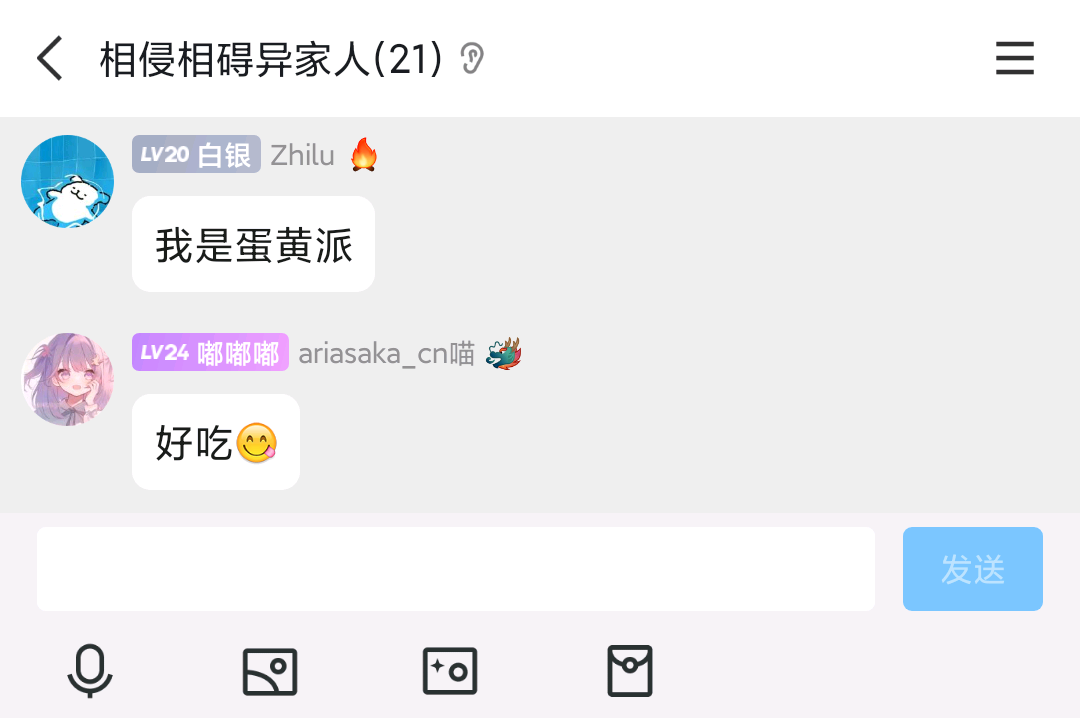 相侵相碍异家人(21)
LV20 白银 Zhilu 🔥
我是蛋黄派
LV24 嘟嘟嘟 ariasaka_cn喵 🐲
好吃😋
发送